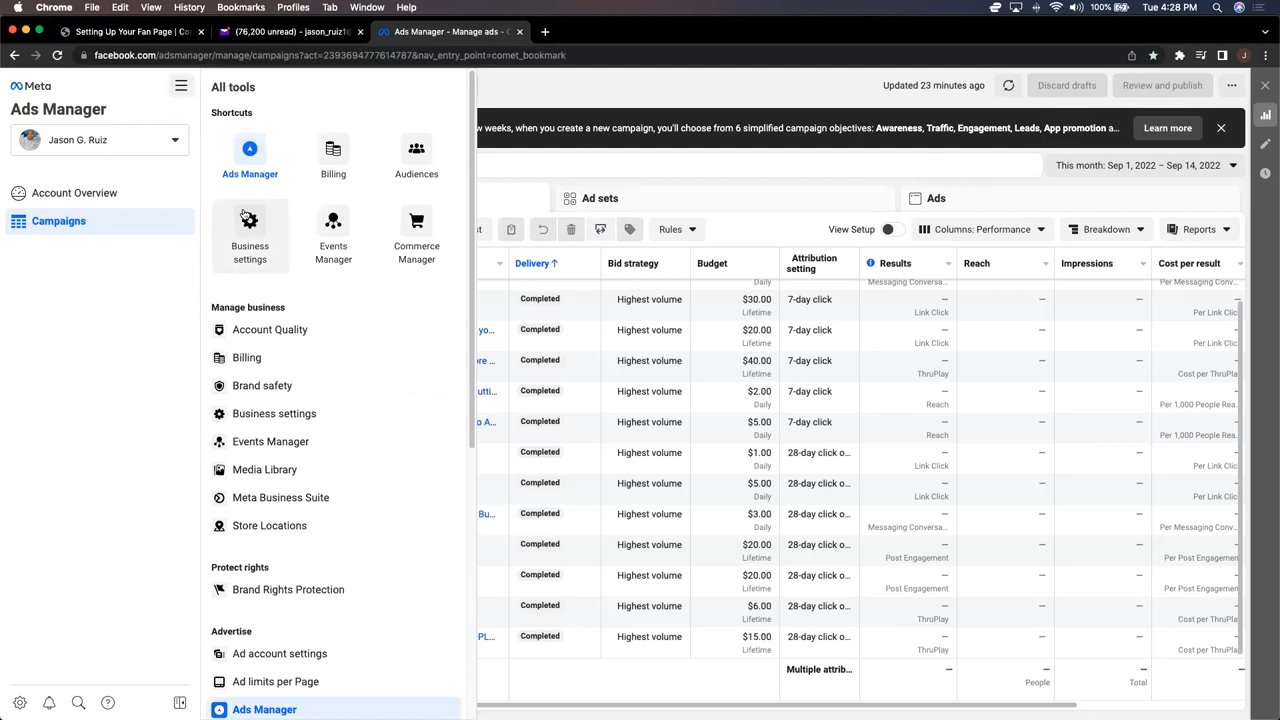 Chrome File Edit View History Bookmarks Profiles Tab Window Help 100% Tue 4:28 PM
Setting Up Your Fan Page | Co × (76,200 unread) - jason_ruiz1 × Ads Manager - Manage ads - C × +
facebook.com/adsmanager/manage/campaigns?act=2393694777614787&nav_entry_point=comet_bookmark
J
Meta
Ads Manager
Jason G. Ruiz
Account Overview
Campaigns
All tools
Shortcuts
Ads Manager Billing Audiences
Business settings Events Manager Commerce Manager
Manage business
Account Quality
Billing
Brand safety
Business settings
Events Manager
Media Library
Meta Business Suite
Store Locations
Protect rights
Brand Rights Protection
Advertise
Ad account settings
Ad limits per Page
Ads Manager
Updated 23 minutes ago Discard drafts Review and publish
w weeks, when you create a new campaign, you'll choose from 6 simplified campaign objectives: Awareness, Traffic, Engagement, Leads, App promotion a... Learn more
This month: Sep 1, 2022 – Sep 14, 2022
Ad sets Ads
st Rules View Setup Columns: Performance Breakdown Reports
Delivery ↑ Bid strategy Budget Attribution setting Results Reach Impressions Cost per result
Daily Messaging Conversa... Per Messaging Conv...
Completed Highest volume $30.00 7-day click — — — —
Lifetime Link Click Per Link Clic
yo... Completed Highest volume $20.00 7-day click — — — —
Lifetime Link Click Per Link Clic
ore ... Completed Highest volume $40.00 7-day click — — — —
Lifetime ThruPlay Cost per ThruPla
utti... Completed Highest volume $2.00 7-day click — — — —
Daily Reach Per 1,000 People Rea...
o A... Completed Highest volume $5.00 7-day click — — — —
Daily Reach Per 1,000 People Rea...
Completed Highest volume $1.00 28-day click o... — — — —
Daily Link Click Per Link Clic
Completed Highest volume $5.00 28-day click o... — — — —
Daily Link Click Per Link Clic
Bu... Completed Highest volume $3.00 28-day click o... — — — —
Daily Messaging Conversa... Per Messaging Conv...
Completed Highest volume $20.00 28-day click o... — — — —
Lifetime Post Engagement Per Post Engagemen
Completed Highest volume $20.00 28-day click o... — — — —
Lifetime Post Engagement Per Post Engagemen
Completed Highest volume $6.00 28-day click o... — — — —
Lifetime ThruPlay Cost per ThruPla
PL... Completed Highest volume $15.00 28-day click o... — — — —
Lifetime ThruPlay Cost per ThruPla
Multiple attrib... — — — —
People Total